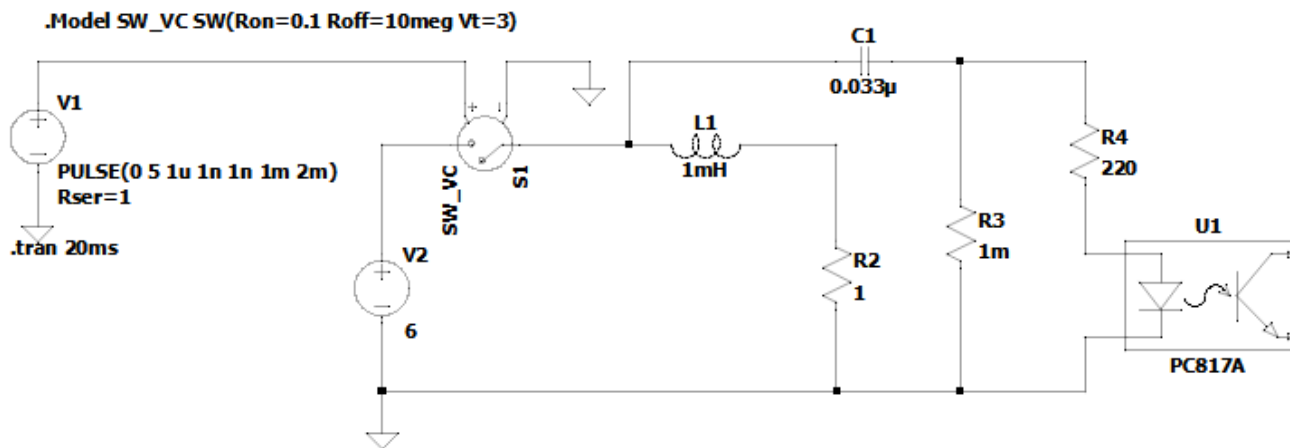 .Model SW_VC SW(Ron=0.1 Roff=10meg Vt=3)
V1
PULSE(0 5 1u 1n 1n 1m 2m)
Rser=1
.tran 20ms
SW_VC
S1
V2
6
C1
0.033µ
L1
1mH
R2
1
R3
1m
R4
220
U1
PC817A